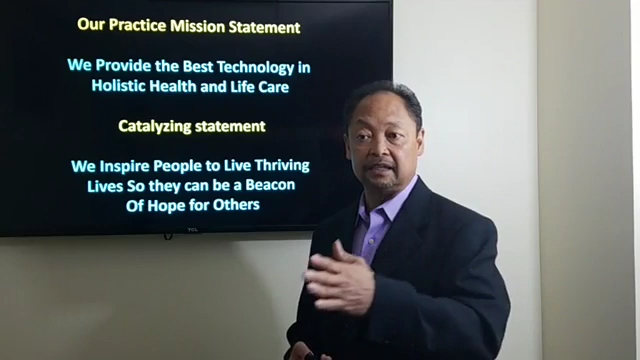 Our Practice Mission Statement
We Provide the Best Technology in
Holistic Health and Life Care
Catalyzing statement
We Inspire People to Live Thriving
Lives So they can be a Beacon
Of Hope for Others
TCL